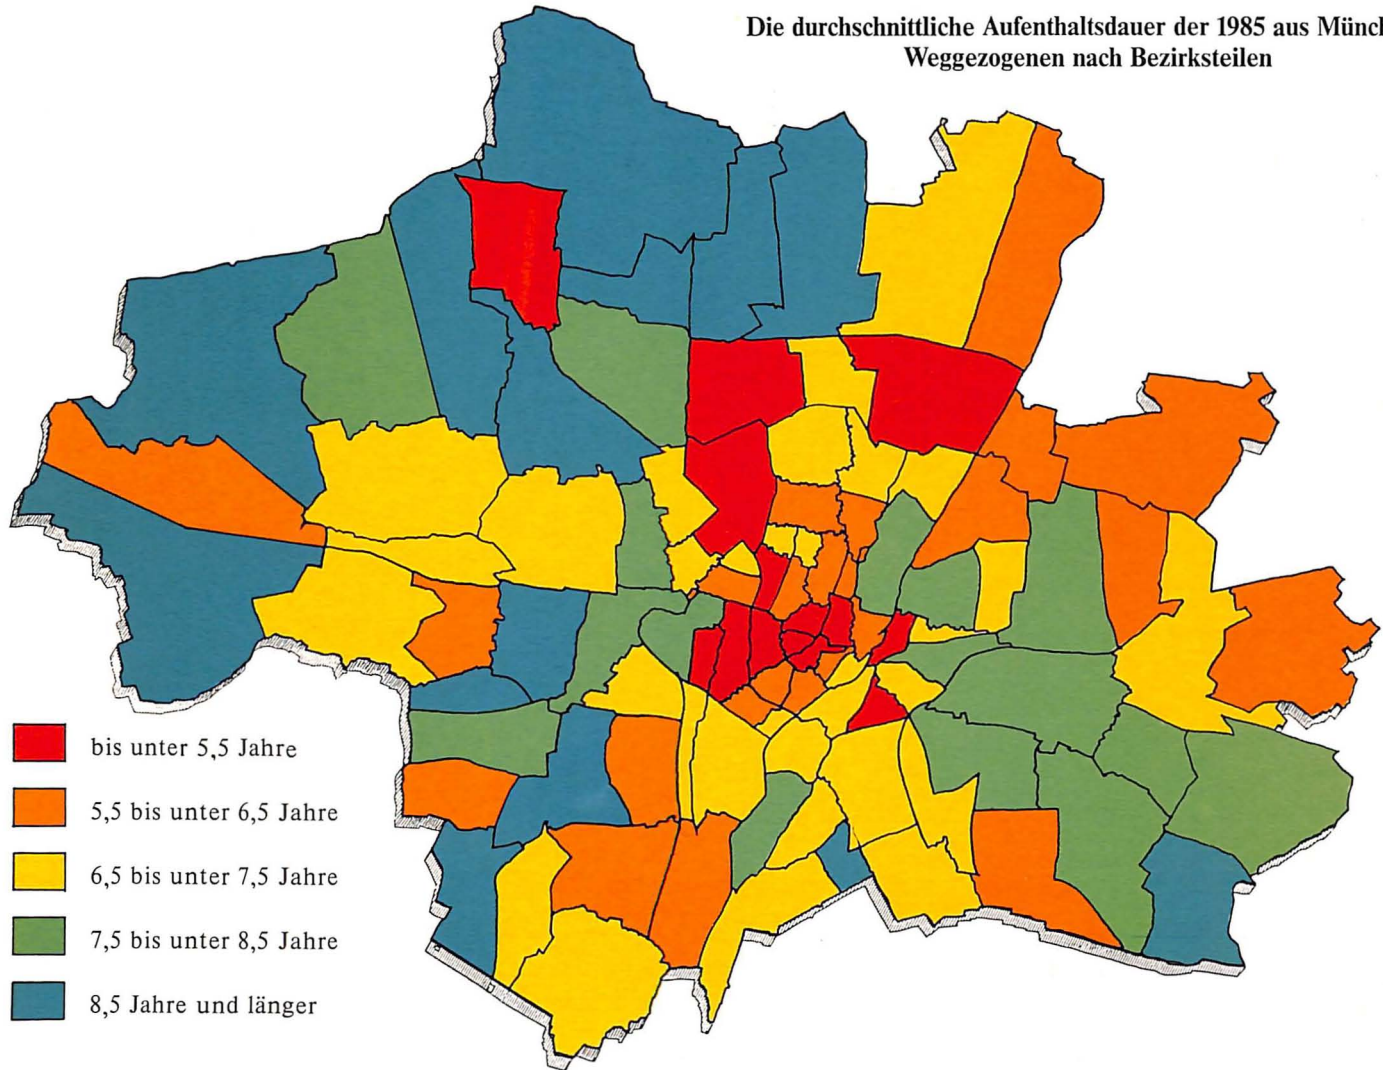 Die durchschnittliche Aufenthaltsdauer der 1985 aus Münch
Weggezogenen nach Bezirksteilen
bis unter 5,5 Jahre
5,5 bis unter 6,5 Jahre
6,5 bis unter 7,5 Jahre
7,5 bis unter 8,5 Jahre
8,5 Jahre und länger